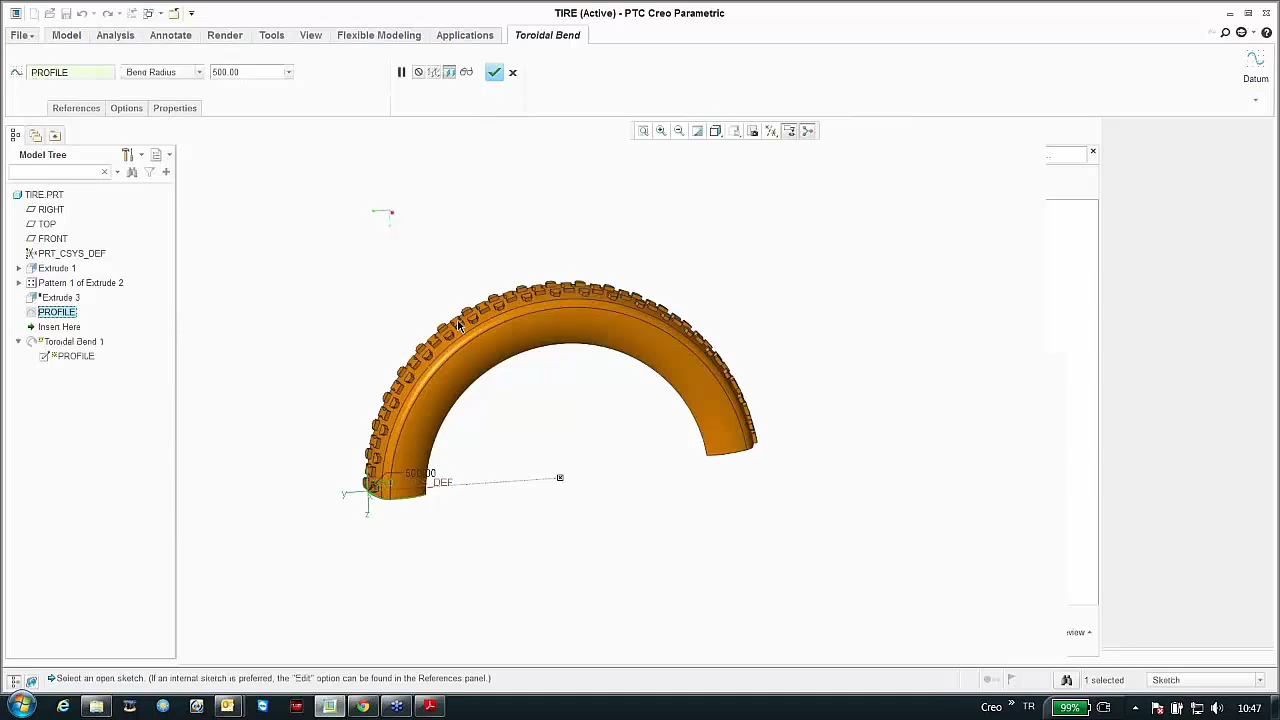 TIRE (Active) - PTC Creo Parametric
File
Model
Analysis
Annotate
Render
Tools
View
Flexible Modeling
Applications
Toroidal Bend
PROFILE
Bend Radius
500.00
Datum
References
Options
Properties
Model Tree
TIRE.PRT
RIGHT
TOP
FRONT
PRT_CSYS_DEF
Extrude 1
Pattern 1 of Extrude 2
Extrude 3
PROFILE
Insert Here
Toroidal Bend 1
PROFILE
500.00
S_DEF
y
z
...
view
Select an open sketch. (If an internal sketch is preferred, the "Edit" option can be found in the References panel.)
1 selected
Sketch
Creo
TR
99%
10:47